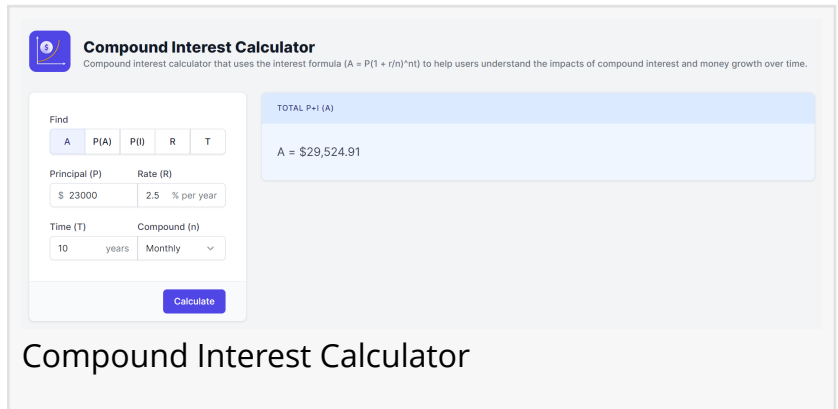 Compound Interest Calculator
Compound interest calculator that uses the interest formula (A = P(1 + r/n)^nt) to help users understand the impacts of compound interest and money growth over time.
Find
A P(A) P(I) R T
Principal (P) Rate (R)
$ 23000 2.5 % per year
Time (T) Compound (n)
10 years Monthly
Calculate
TOTAL P+I (A)
A = $29,524.91
Compound Interest Calculator